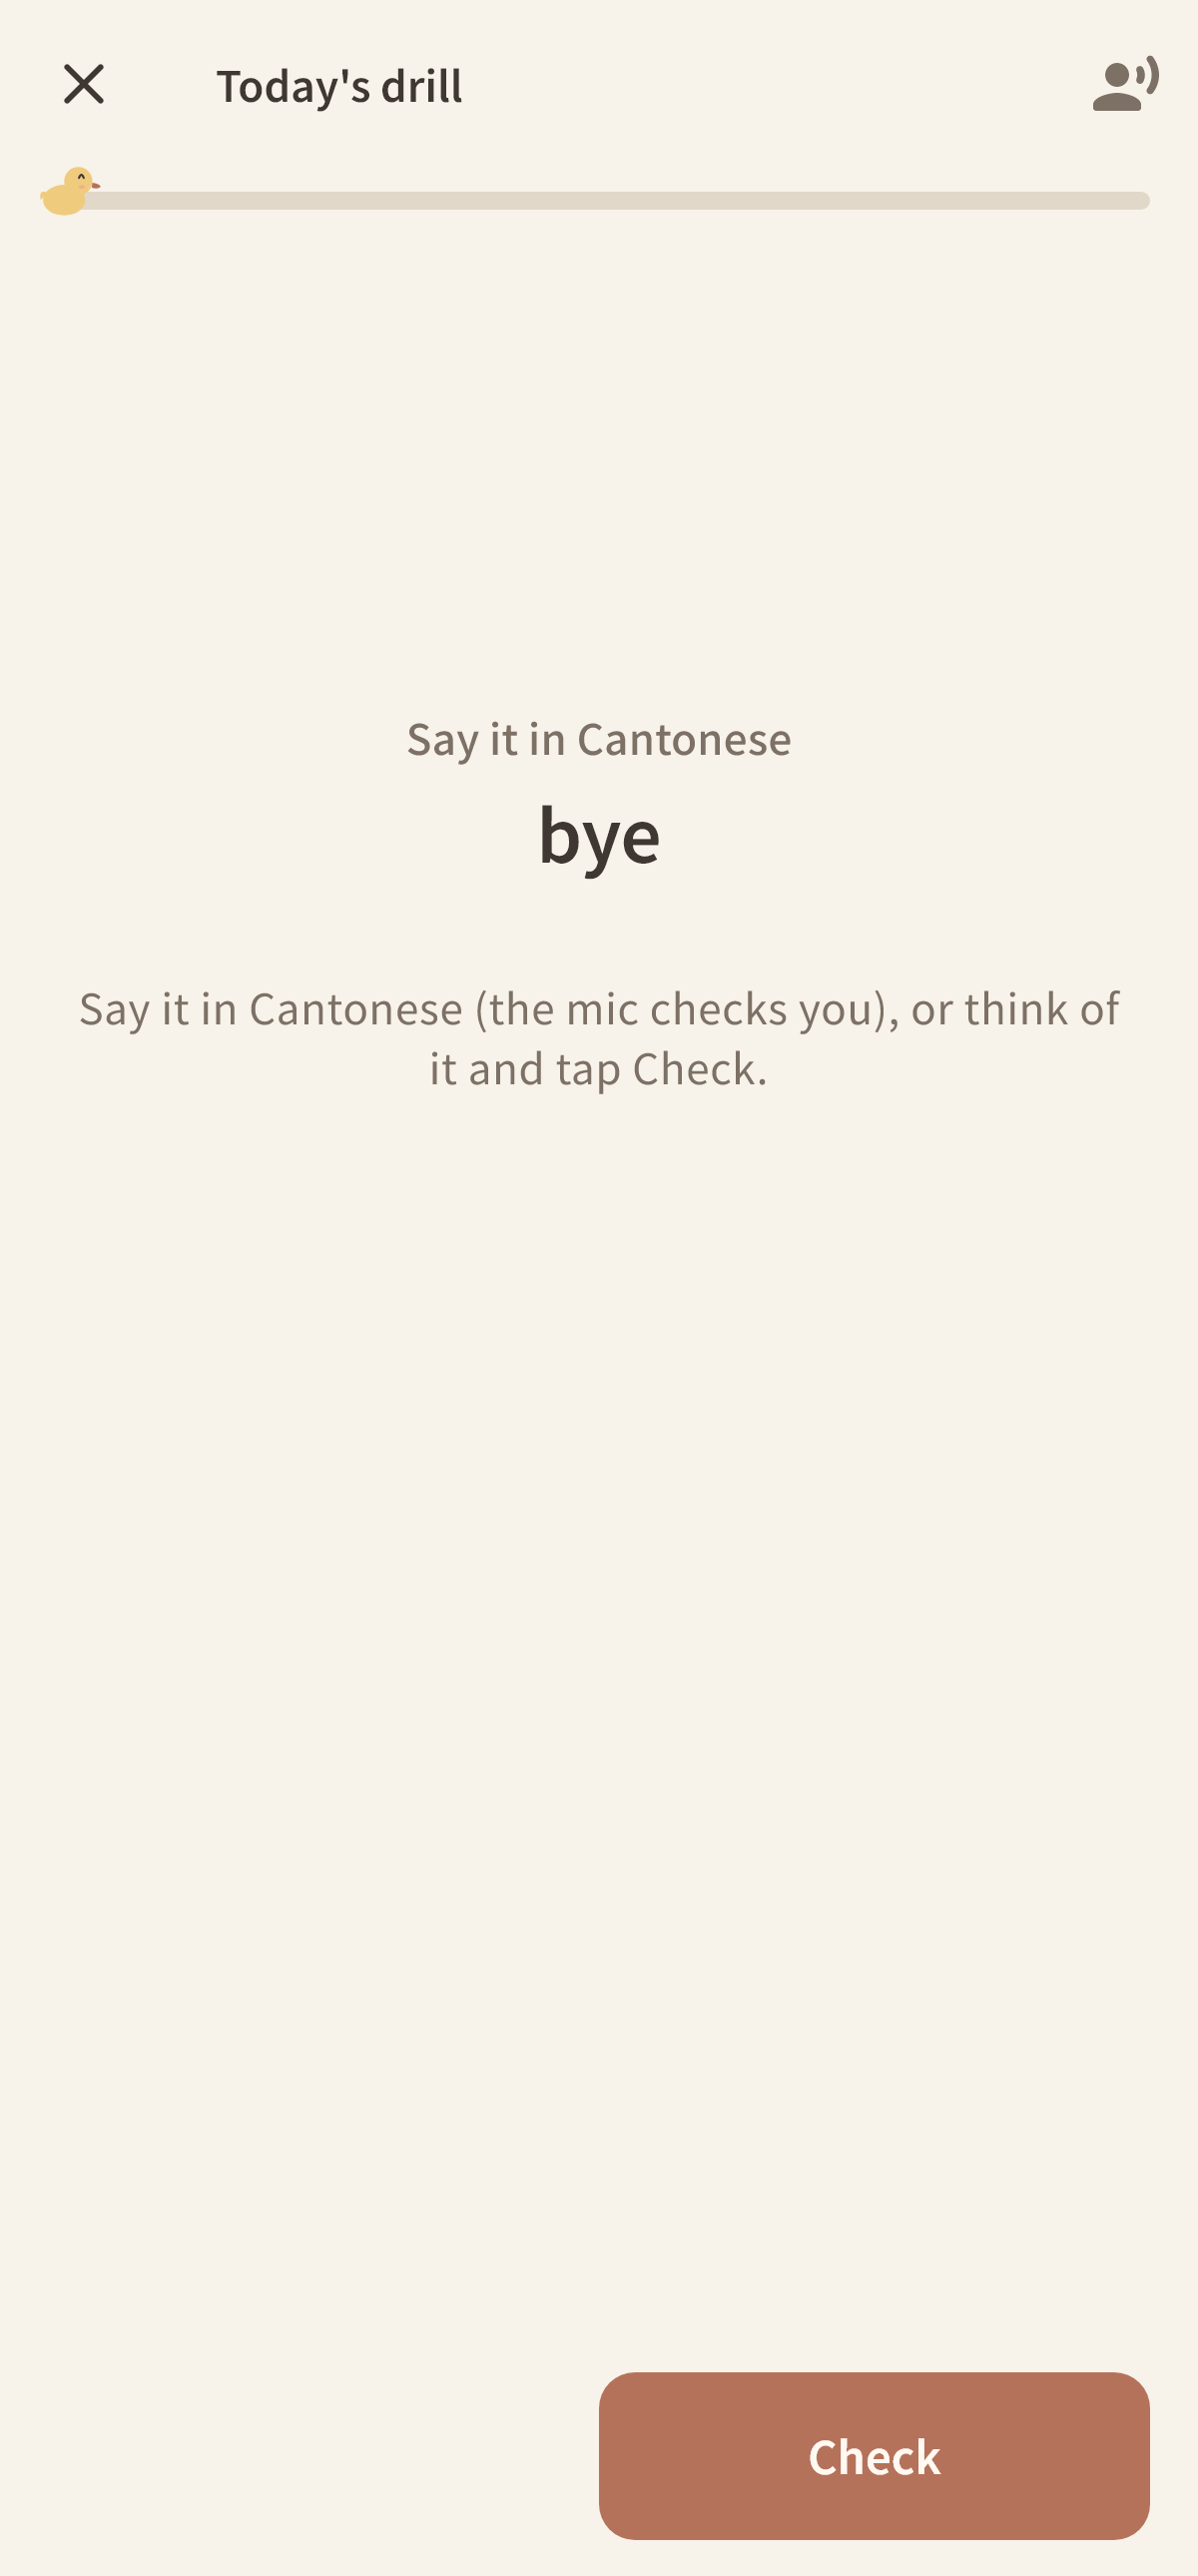 Today's drill
Say it in Cantonese
bye
Say it in Cantonese (the mic checks you), or think of
it and tap Check.
Check